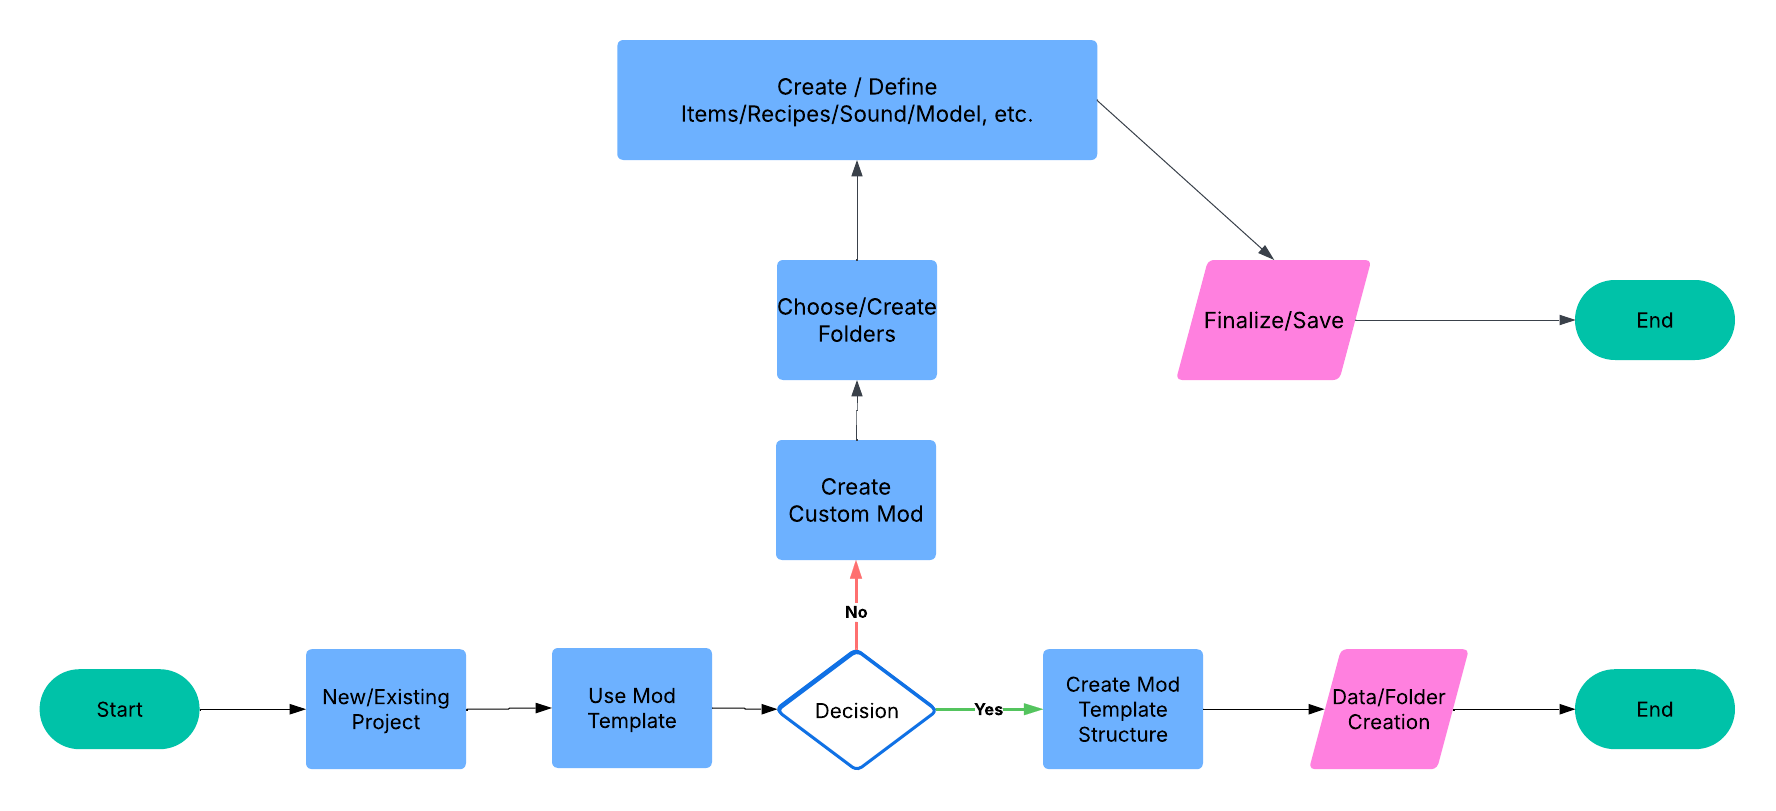 Create / Define
Items/Recipes/Sound/Model, etc.
Choose/Create
Folders
Finalize/Save
End
Create
Custom Mod
No
Start
New/Existing
Project
Use Mod
Template
Decision
Yes
Create Mod
Template
Structure
Data/Folder
Creation
End